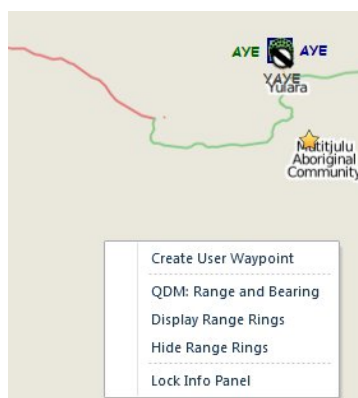 AYE AYE
YAYE
Yulara
Mutitjulu
Aboriginal
Community
Create User Waypoint
QDM: Range and Bearing
Display Range Rings
Hide Range Rings
Lock Info Panel